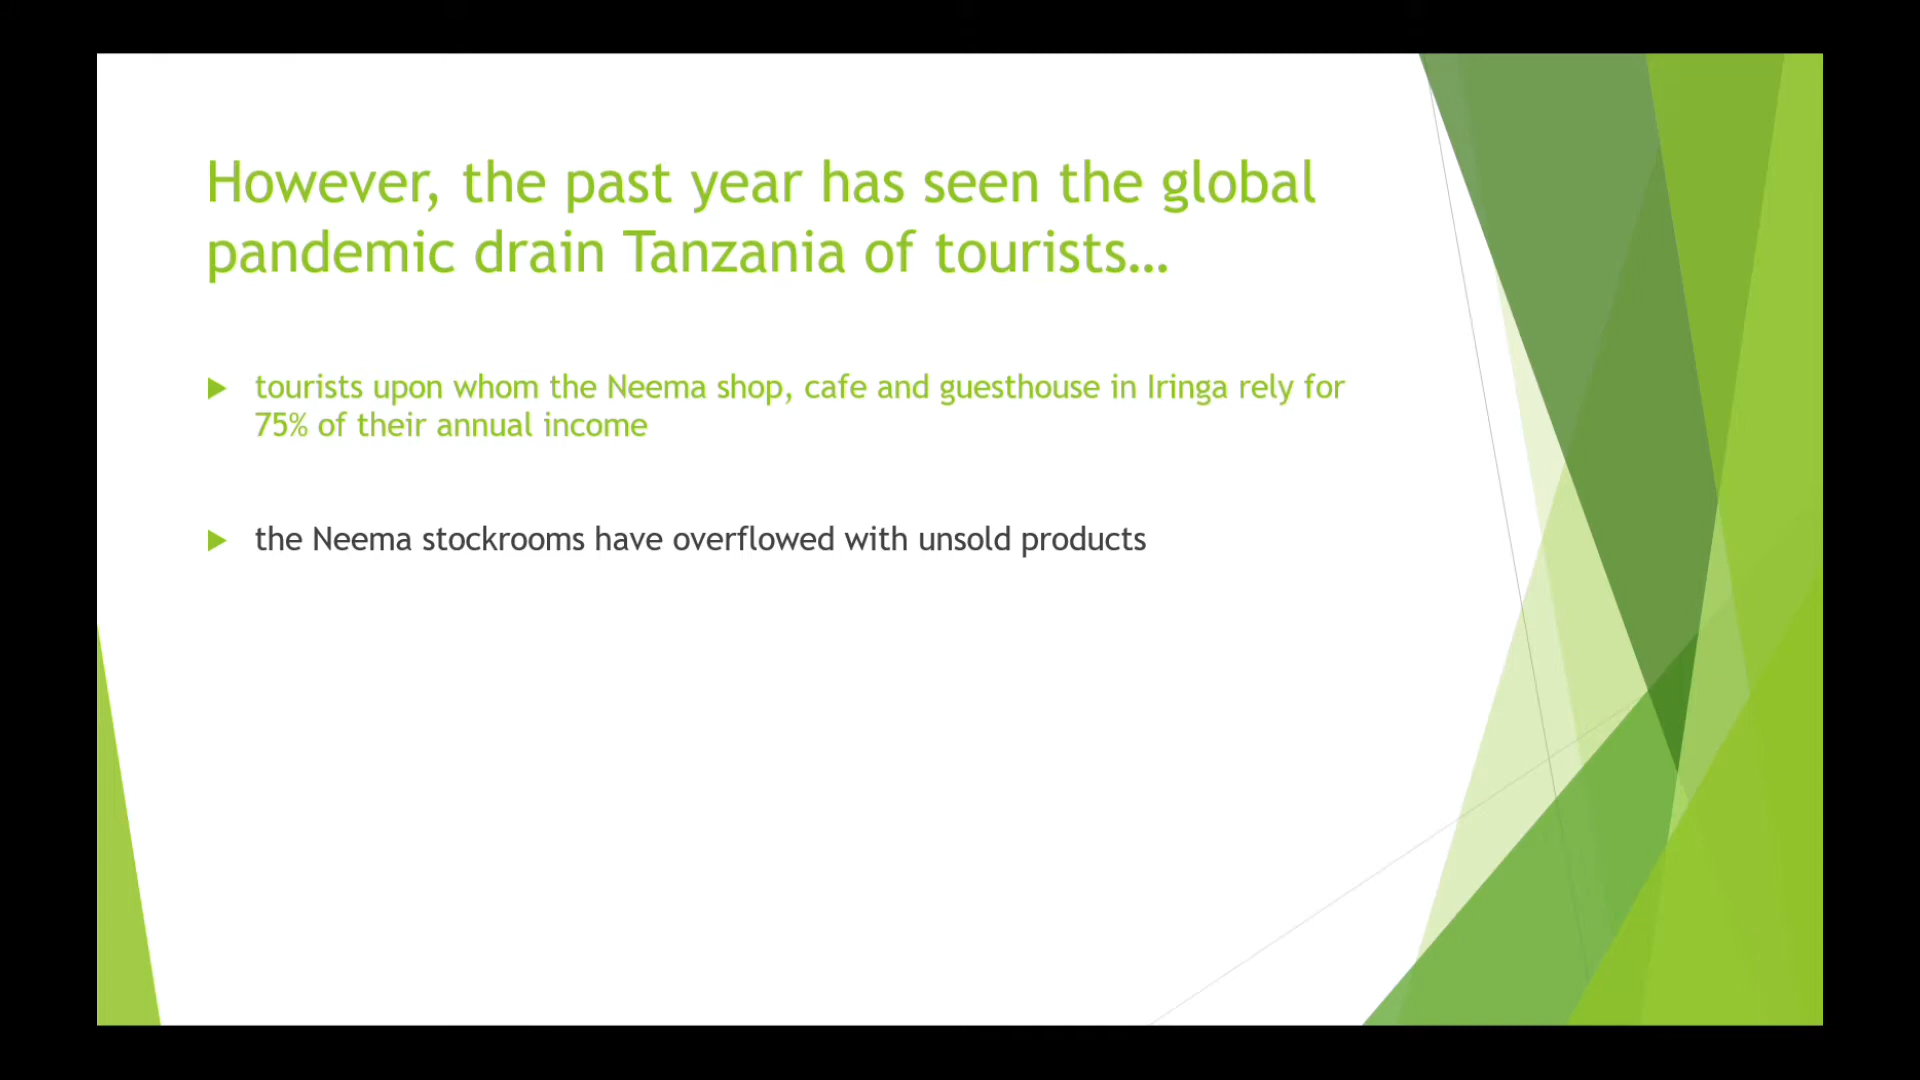 However, the past year has seen the global
pandemic drain Tanzania of tourists…
tourists upon whom the Neema shop, cafe and guesthouse in Iringa rely for
75% of their annual income
the Neema stockrooms have overflowed with unsold products